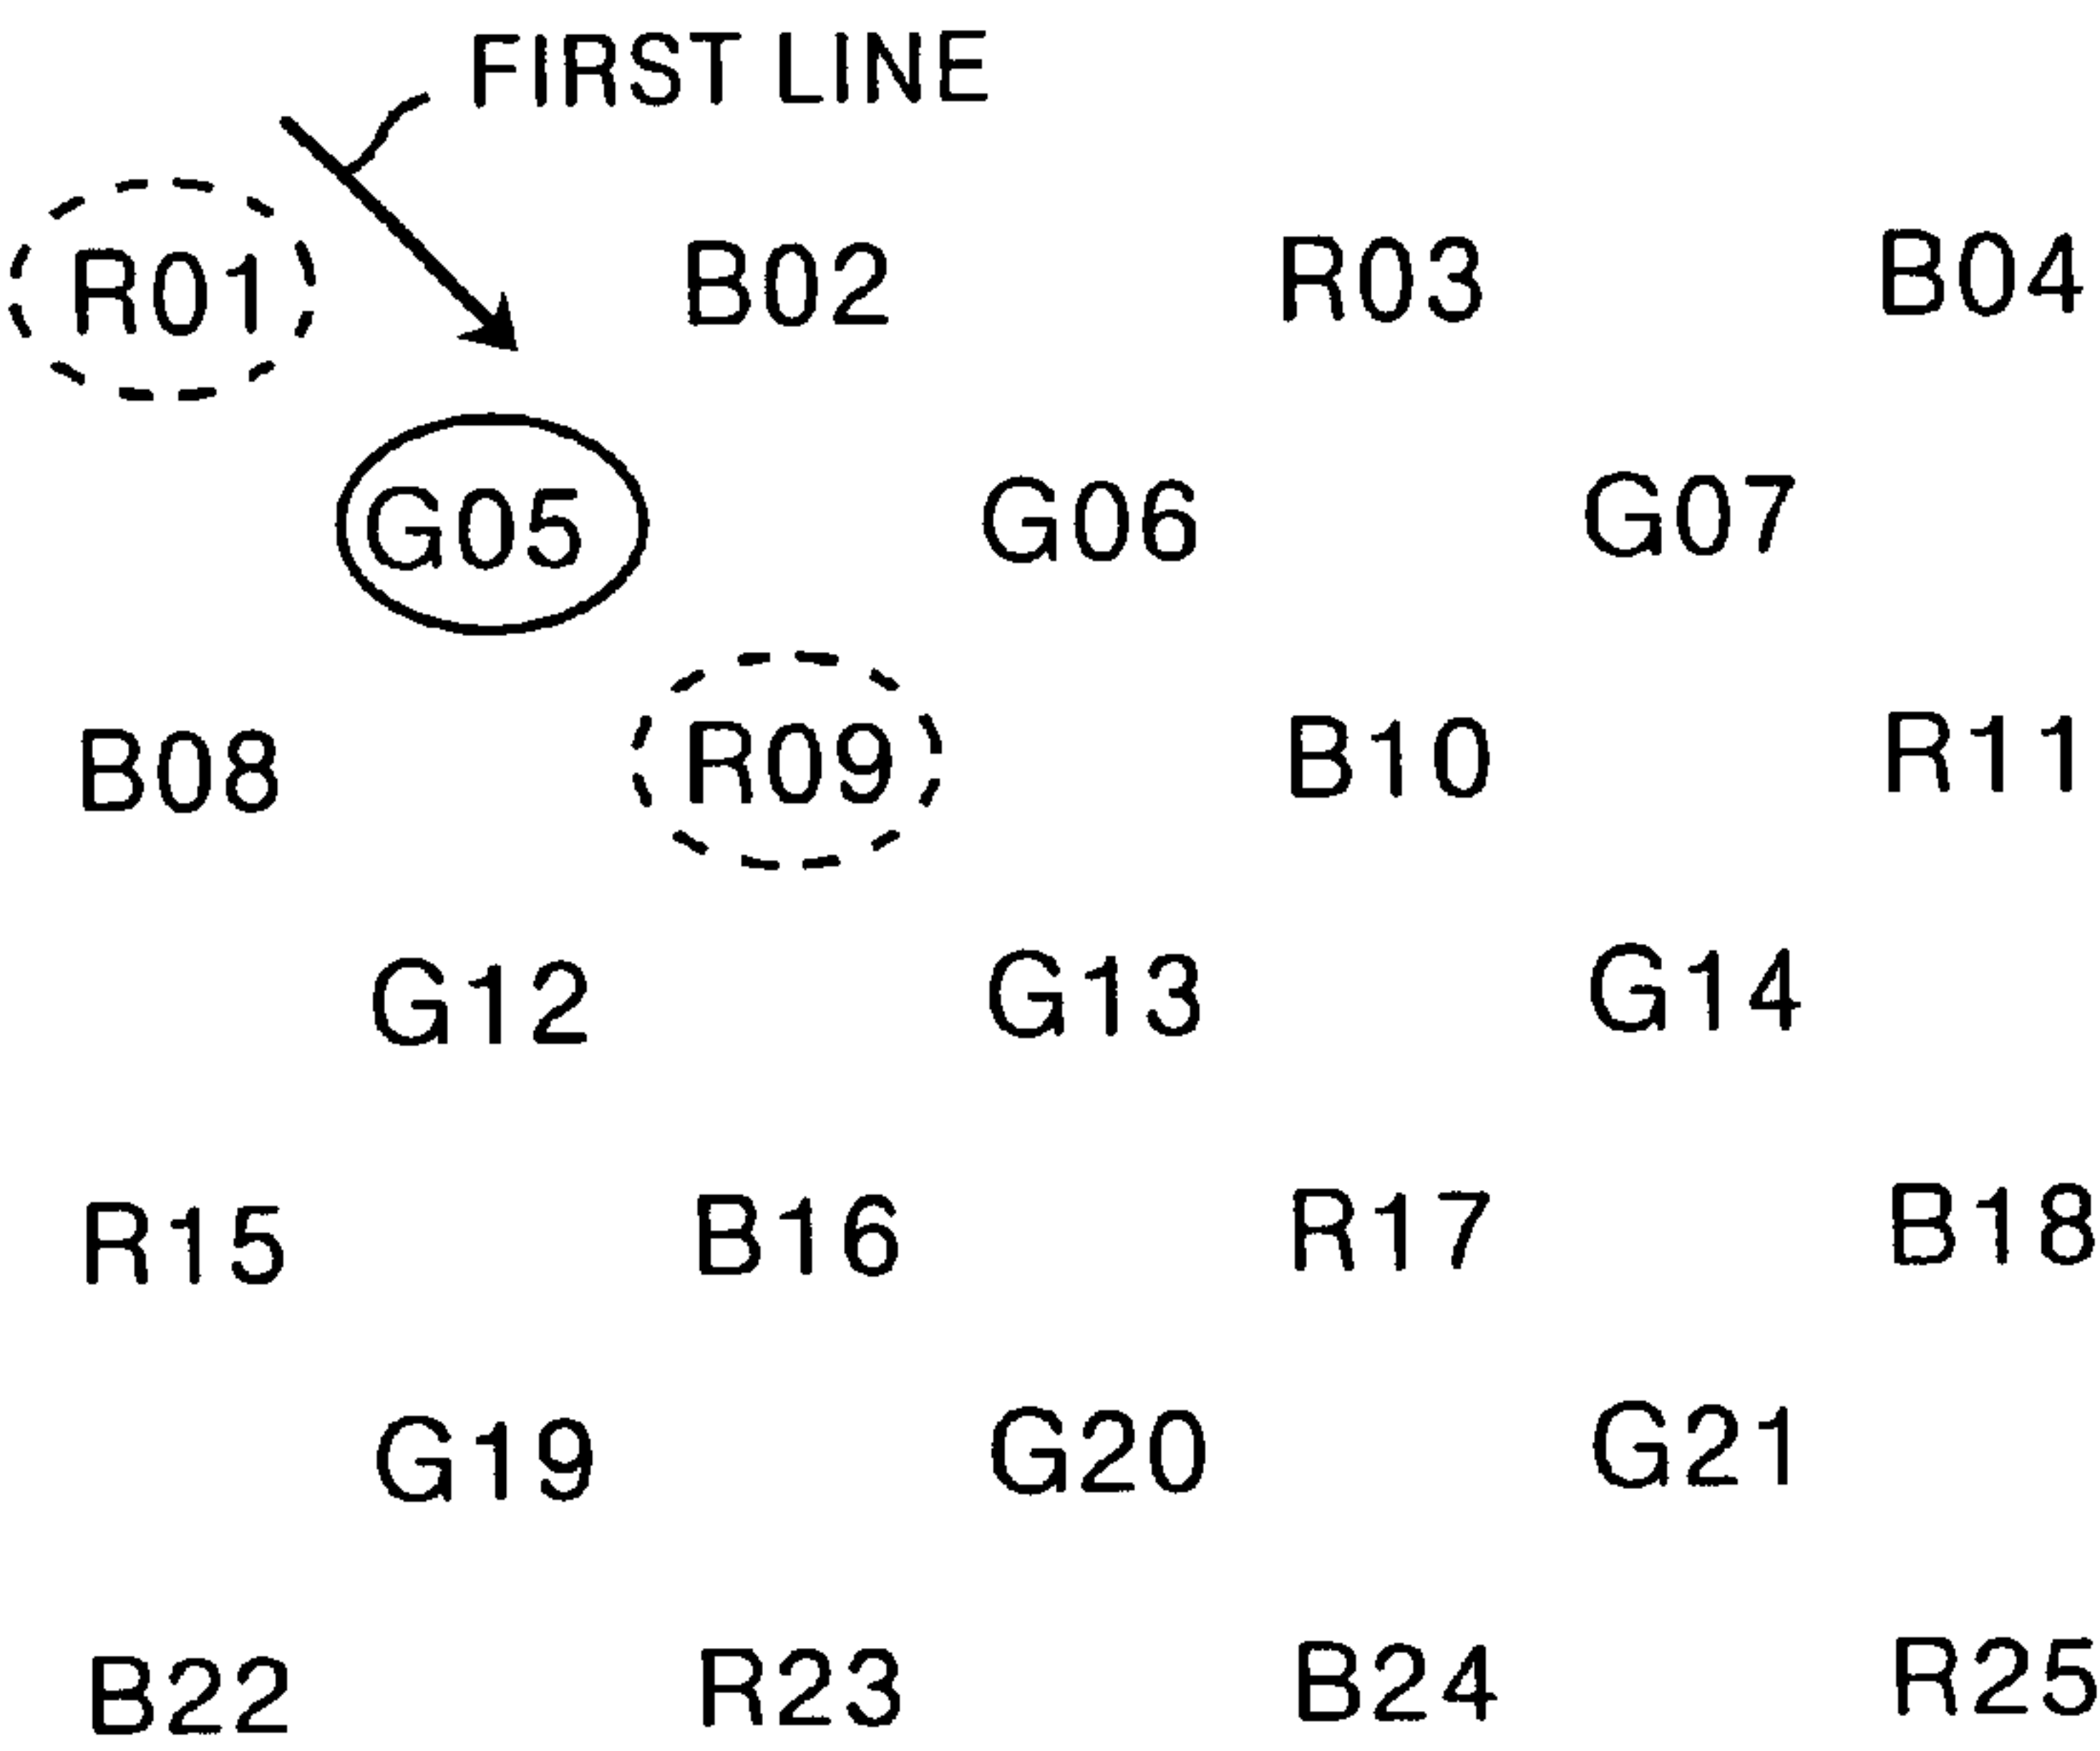 FIRST LINE
R01 B02 R03 B04
G05 G06 G07
B08 R09 B10 R11
G12 G13 G14
R15 B16 R17 B18
G19 G20 G21
B22 R23 B24 R25